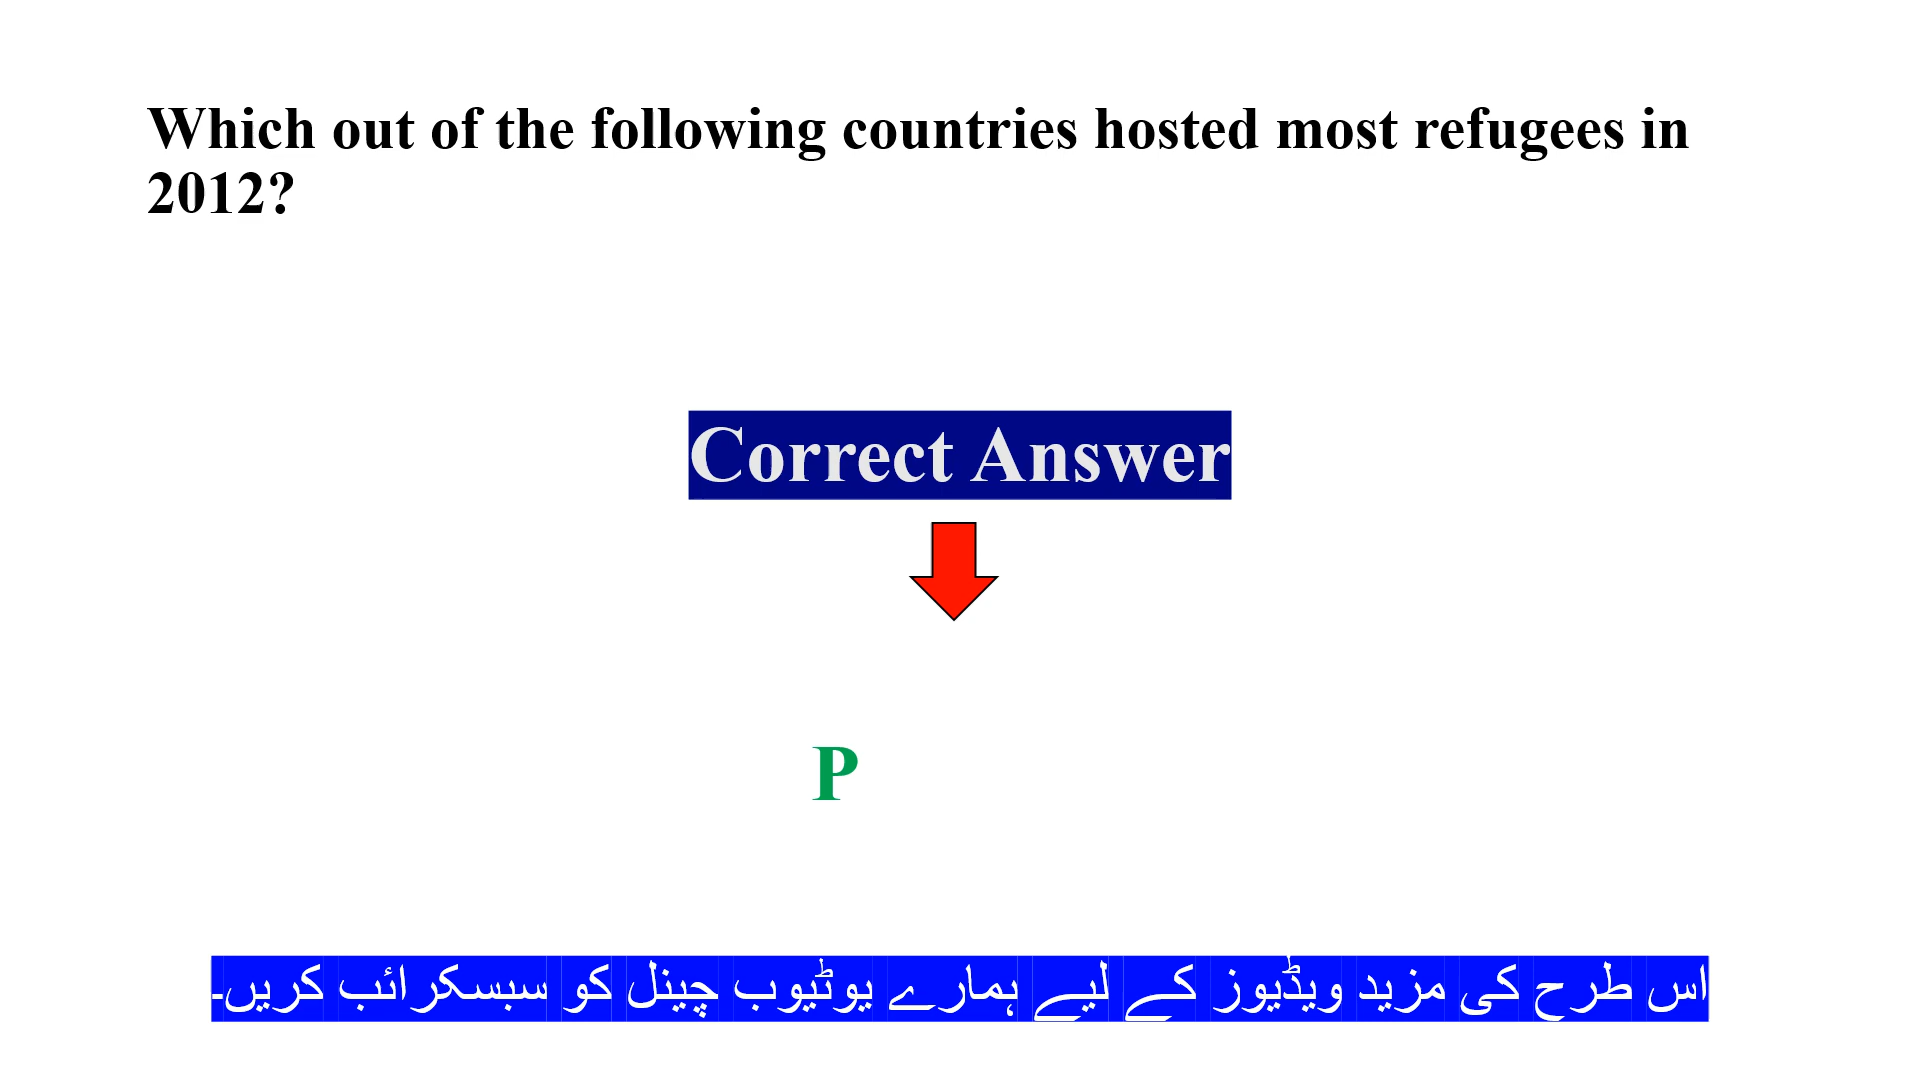 Which out of the following countries hosted most refugees in
2012?
Correct Answer
P
اس طرح کی مزید ویڈیوز کے لیے ہمارے یوٹیوب چینل کو سبسکرائب کریں۔